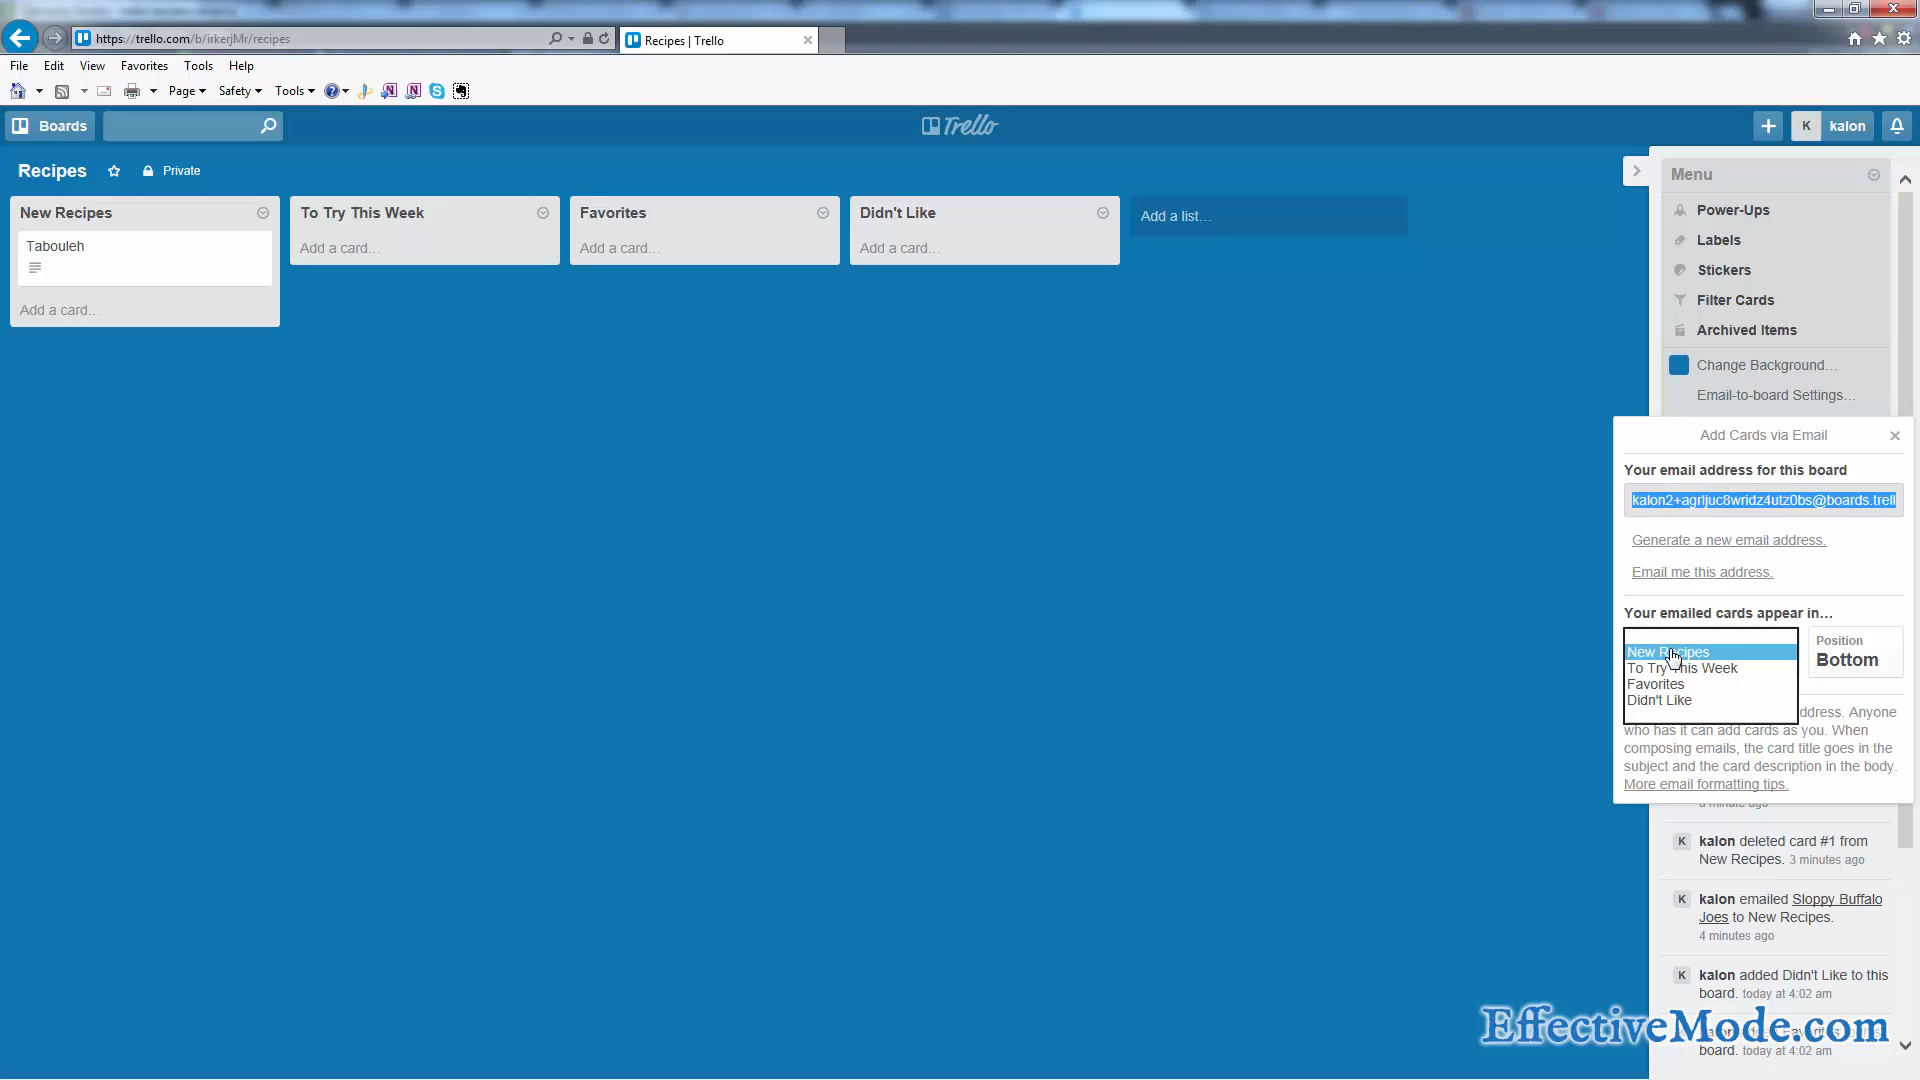 https://trello.com/b/irkerjMr/recipes
Recipes | Trello
File Edit View Favorites Tools Help
Page Safety Tools
Boards
Trello
K kalon
Recipes
Private
New Recipes
Tabouleh
Add a card…
To Try This Week
Add a card…
Favorites
Add a card…
Didn't Like
Add a card…
Add a list…
Menu
Power-Ups
Labels
Stickers
Filter Cards
Archived Items
Change Background…
Email-to-board Settings…
Add Cards via Email
Your email address for this board
kalon2+agrljuc8wridz4utz0bs@boards.trell
Generate a new email address.
Email me this address.
Your emailed cards appear in…
New Recipes
To Try This Week
Favorites
Didn't Like
Position
Bottom
ddress. Anyone
who has it can add cards as you. When
composing emails, the card title goes in the
subject and the card description in the body.
More email formatting tips.
a minute ago
K kalon deleted card #1 from
New Recipes. 3 minutes ago
K kalon emailed Sloppy Buffalo
Joes to New Recipes.
4 minutes ago
K kalon added Didn't Like to this
board. today at 4:02 am
EffectiveMode.com
board. today at 4:02 am